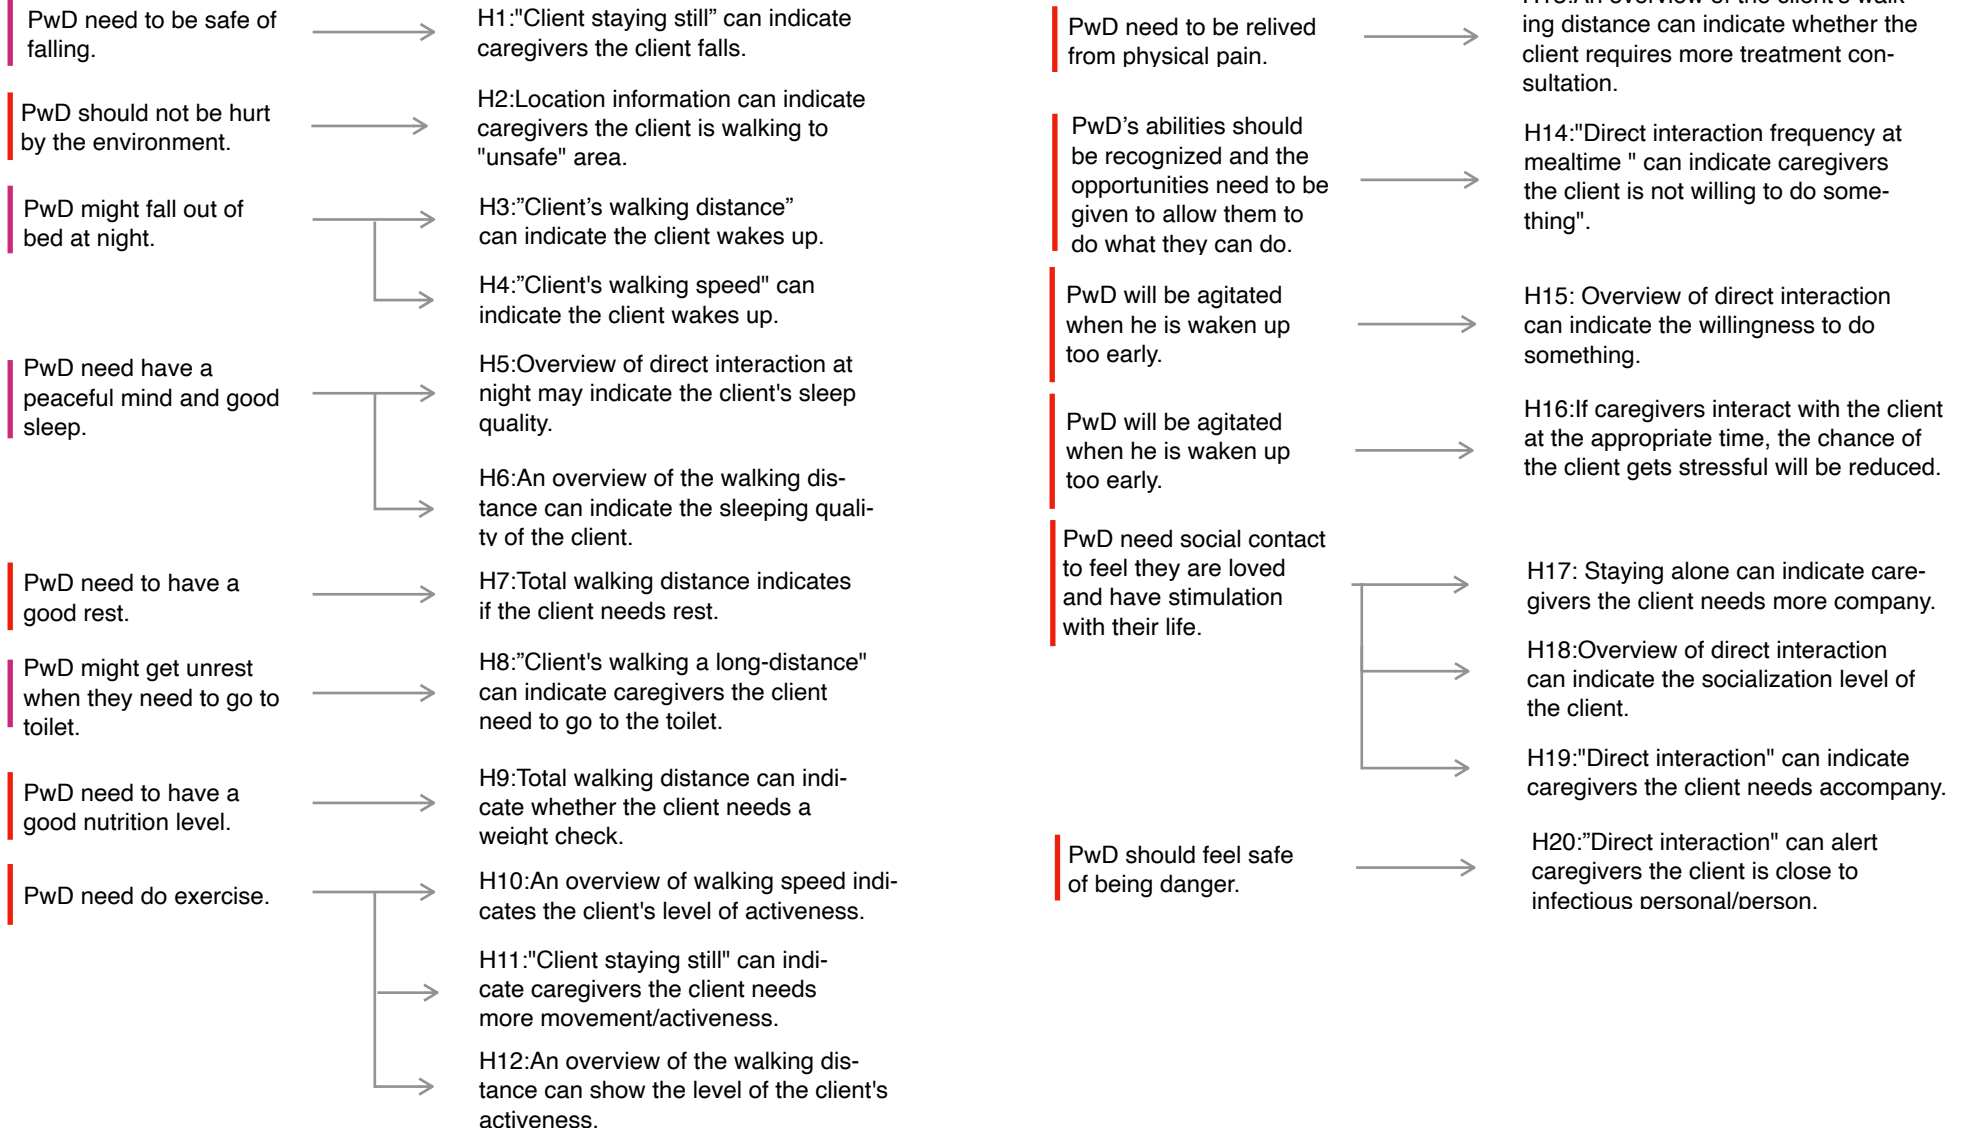 PwD need to be safe of
falling.
H1:"Client staying still” can indicate
caregivers the client falls.
PwD should not be hurt
by the environment.
H2:Location information can indicate
caregivers the client is walking to
"unsafe" area.
PwD might fall out of
bed at night.
H3:”Client’s walking distance”
can indicate the client wakes up.
H4:”Client's walking speed" can
indicate the client wakes up.
PwD need have a
peaceful mind and good
sleep.
H5:Overview of direct interaction at
night may indicate the client's sleep
quality.
H6:An overview of the walking dis-
tance can indicate the sleeping quali-
ty of the client.
PwD need to have a
good rest.
H7:Total walking distance indicates
if the client needs rest.
PwD might get unrest
when they need to go to
toilet.
H8:”Client's walking a long-distance"
can indicate caregivers the client
need to go to the toilet.
PwD need to have a
good nutrition level.
H9:Total walking distance can indi-
cate whether the client needs a
weight check.
PwD need do exercise.
H10:An overview of walking speed indi-
cates the client's level of activeness.
H11:"Client staying still" can indi-
cate caregivers the client needs
more movement/activeness.
H12:An overview of the walking dis-
tance can show the level of the client's
activeness.
PwD need to be relived
from physical pain.
H13:An overview of the client's walk-
ing distance can indicate whether the
client requires more treatment con-
sultation.
PwD’s abilities should
be recognized and the
opportunities need to be
given to allow them to
do what they can do.
H14:"Direct interaction frequency at
mealtime " can indicate caregivers
the client is not willing to do some-
thing".
PwD will be agitated
when he is waken up
too early.
H15: Overview of direct interaction
can indicate the willingness to do
something.
PwD will be agitated
when he is waken up
too early.
H16:If caregivers interact with the client
at the appropriate time, the chance of
the client gets stressful will be reduced.
PwD need social contact
to feel they are loved
and have stimulation
with their life.
H17: Staying alone can indicate care-
givers the client needs more company.
H18:Overview of direct interaction
can indicate the socialization level of
the client.
H19:"Direct interaction" can indicate
caregivers the client needs accompany.
PwD should feel safe
of being danger.
H20:”Direct interaction" can alert
caregivers the client is close to
infectious personal/person.